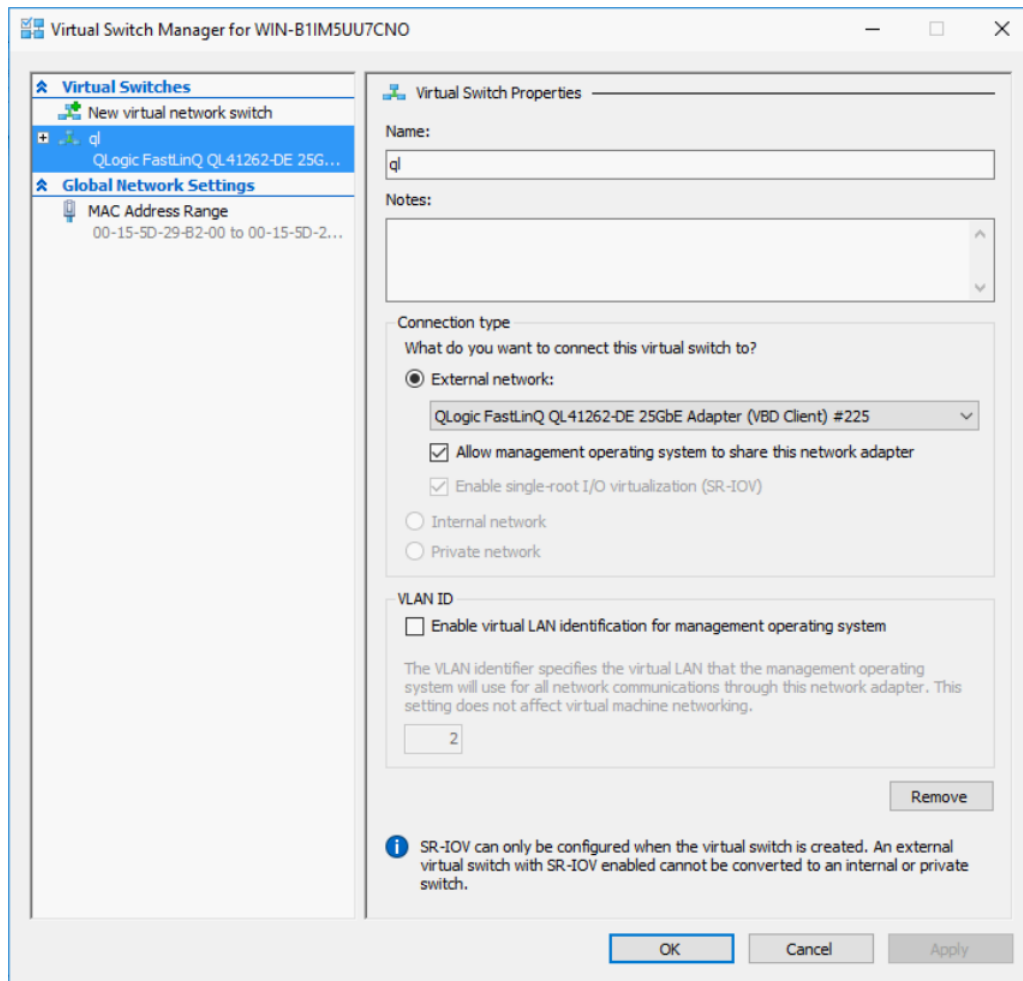 Virtual Switch Manager for WIN-B1IM5UU7CNO
Virtual Switches
New virtual network switch
ql
QLogic FastLinQ QL41262-DE 25G...
Global Network Settings
MAC Address Range
00-15-5D-29-B2-00 to 00-15-5D-2...
Virtual Switch Properties
Name:
ql
Notes:
Connection type
What do you want to connect this virtual switch to?
External network:
QLogic FastLinQ QL41262-DE 25GbE Adapter (VBD Client) #225
Allow management operating system to share this network adapter
Enable single-root I/O virtualization (SR-IOV)
Internal network
Private network
VLAN ID
Enable virtual LAN identification for management operating system
The VLAN identifier specifies the virtual LAN that the management operating
system will use for all network communications through this network adapter. This
setting does not affect virtual machine networking.
2
Remove
SR-IOV can only be configured when the virtual switch is created. An external
virtual switch with SR-IOV enabled cannot be converted to an internal or private
switch.
OK
Cancel
Apply